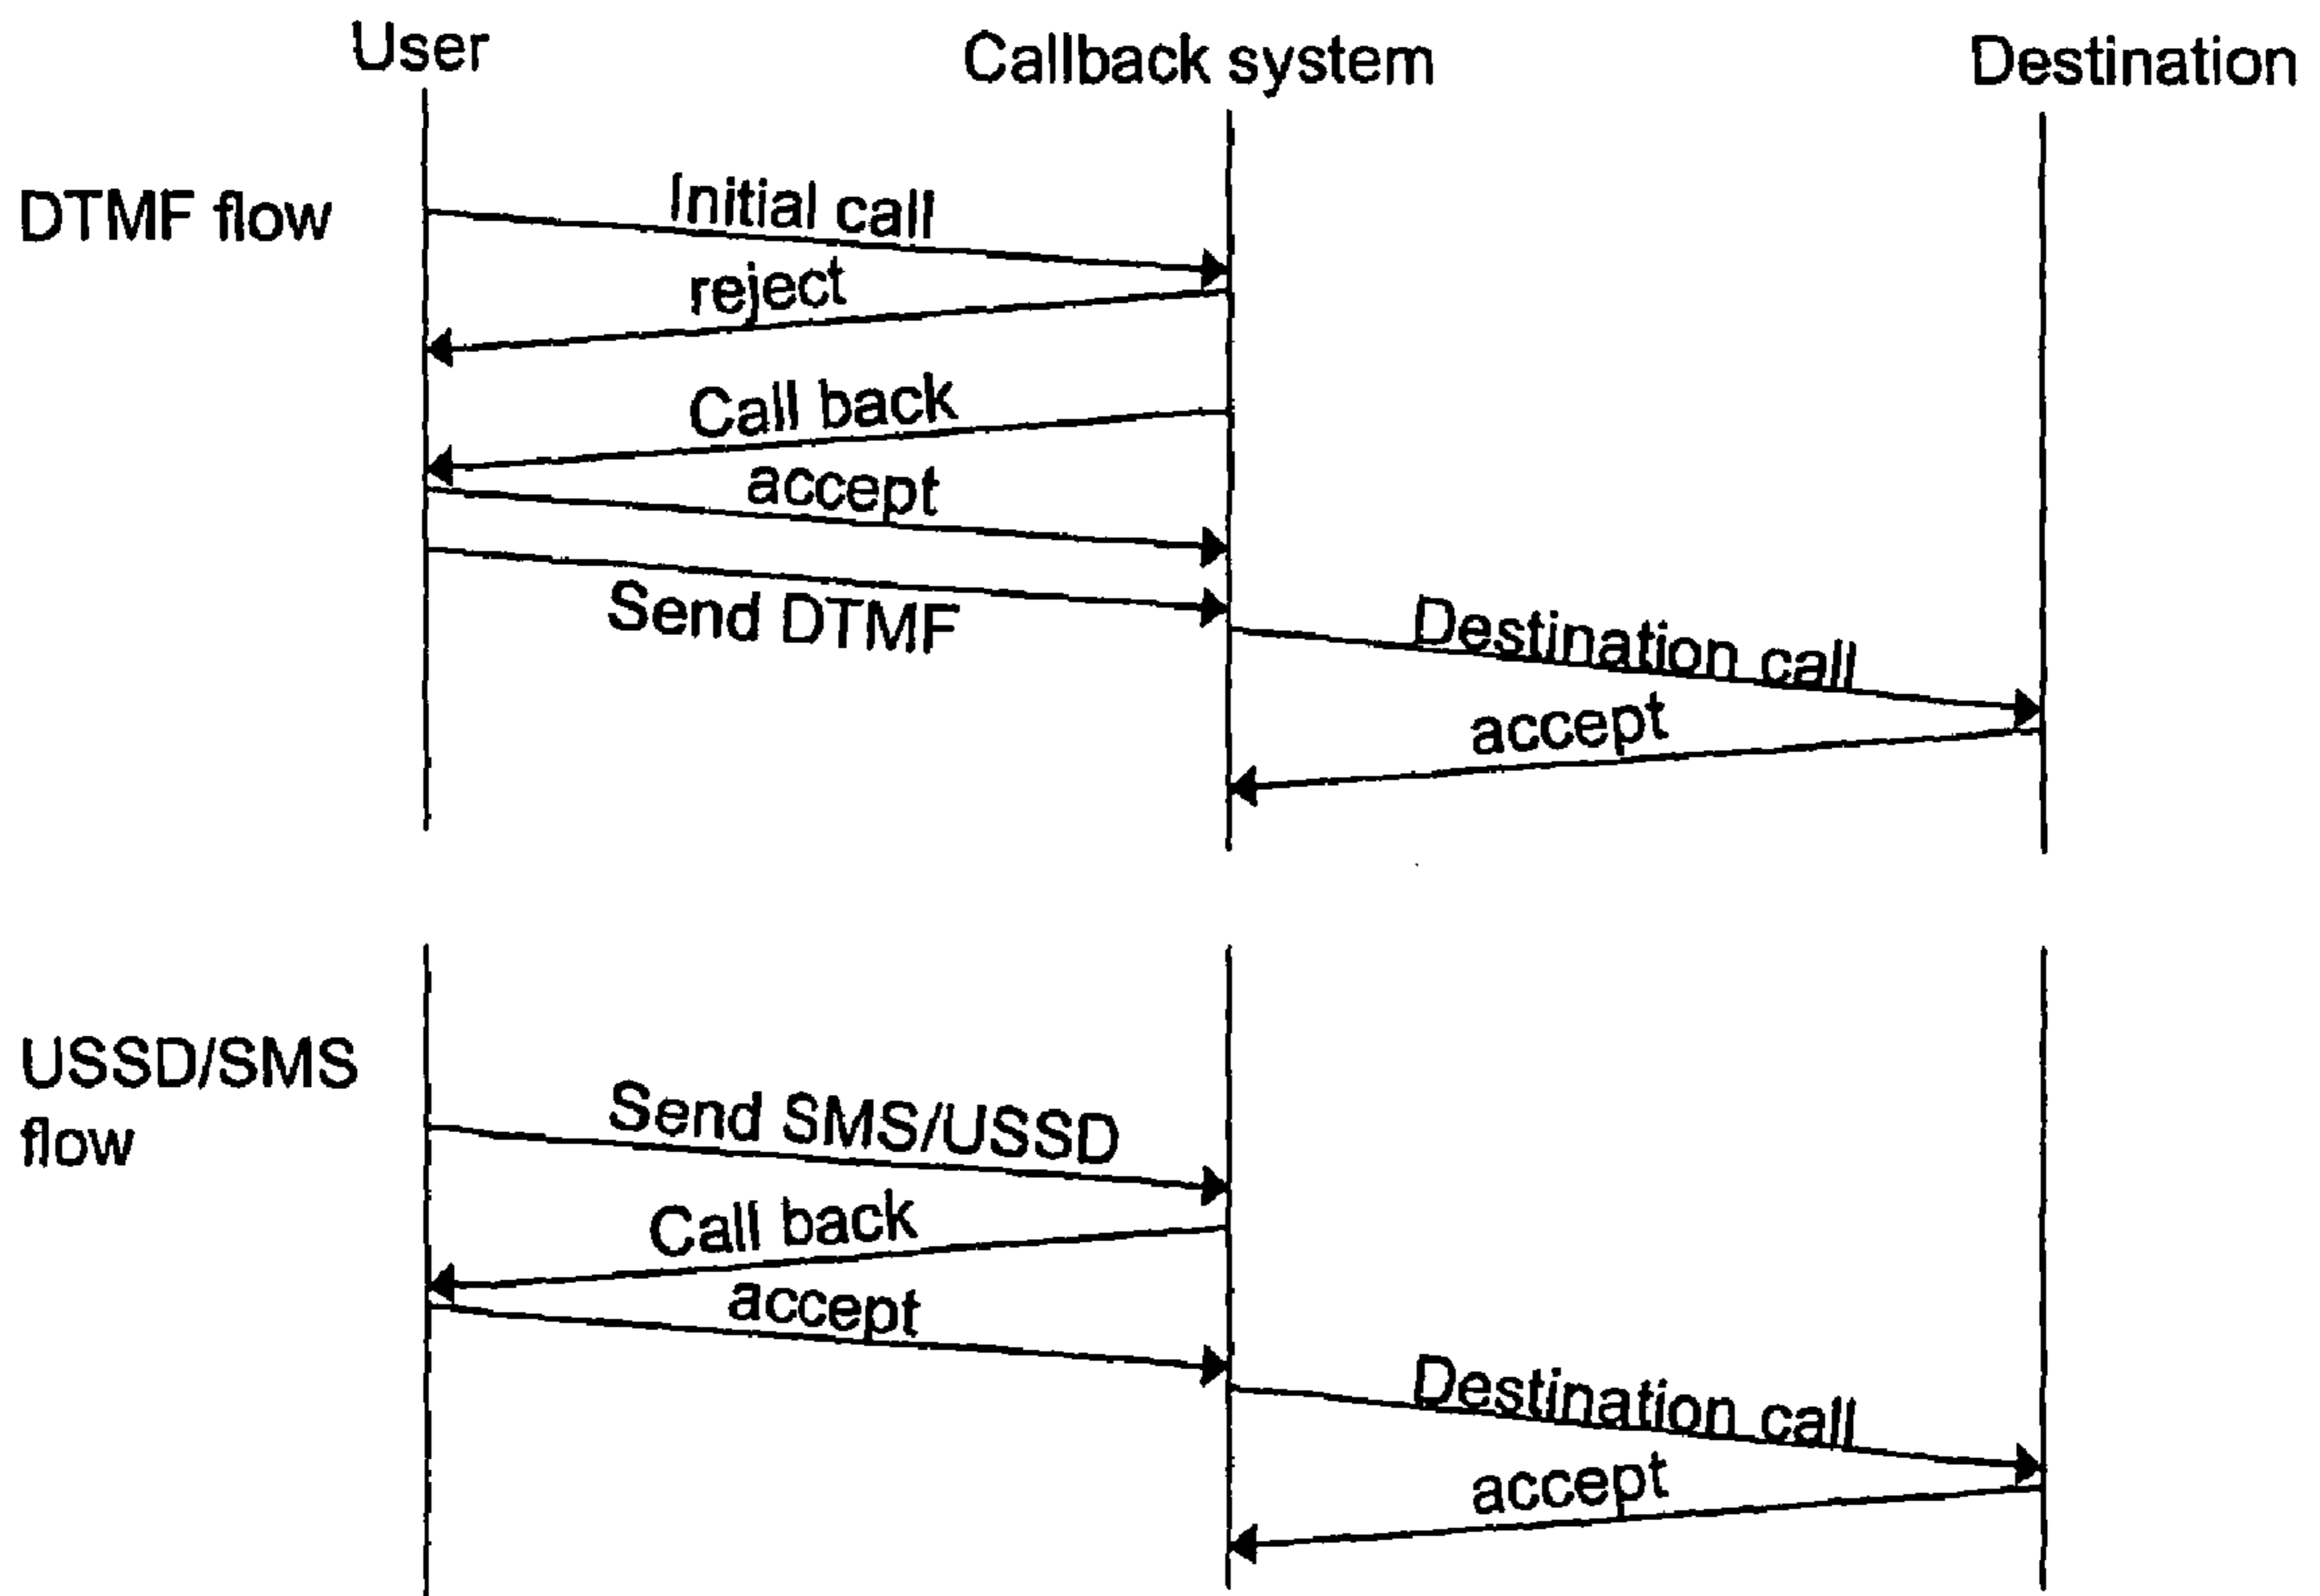 User
Callback system
Destination
DTMF flow
Initial call
reject
Call back
accept
Send DTMF
Destination call
accept
USSD/SMS
flow
Send SMS/USSD
Call back
accept
Destination call
accept